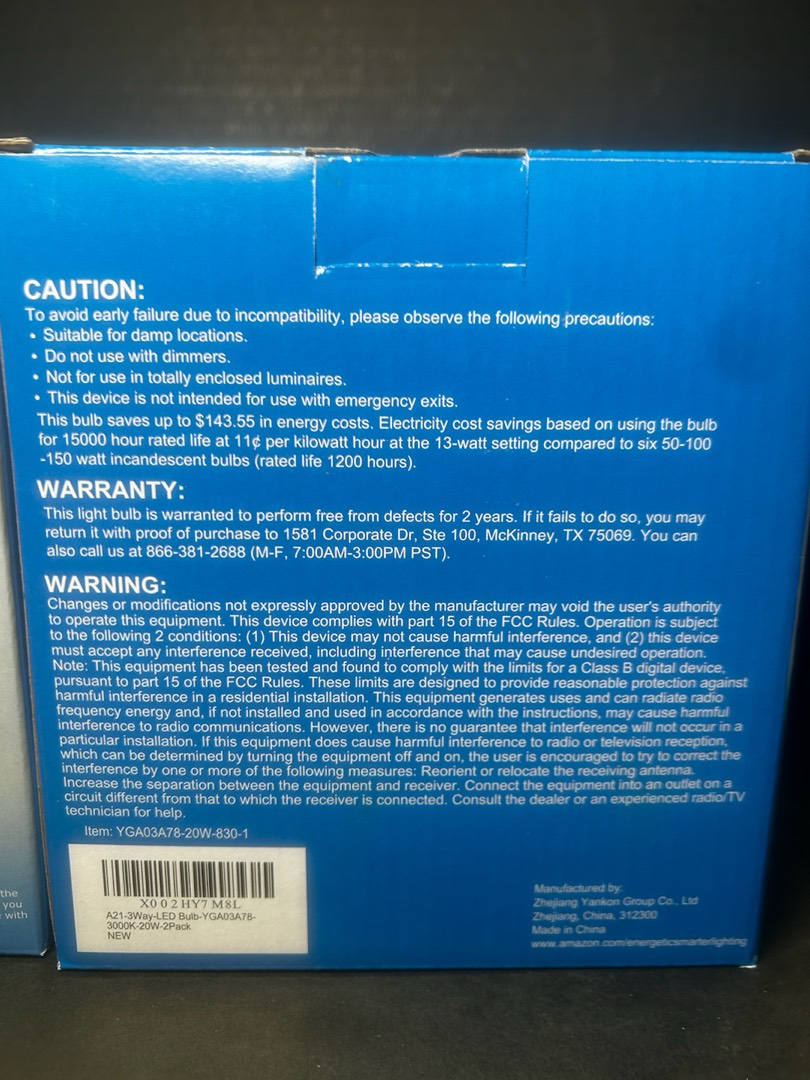 CAUTION:
To avoid early failure due to incompatibility, please observe the following precautions:
• Suitable for damp locations.
• Do not use with dimmers.
• Not for use in totally enclosed luminaires.
• This device is not intended for use with emergency exits.
This bulb saves up to $143.55 in energy costs. Electricity cost savings based on using the bulb
for 15000 hour rated life at 11¢ per kilowatt hour at the 13-watt setting compared to six 50-100
-150 watt incandescent bulbs (rated life 1200 hours).
WARRANTY:
This light bulb is warranted to perform free from defects for 2 years. If it fails to do so, you may
return it with proof of purchase to 1581 Corporate Dr, Ste 100, McKinney, TX 75069. You can
also call us at 866-381-2688 (M-F, 7:00AM-3:00PM PST).
WARNING:
Changes or modifications not expressly approved by the manufacturer may void the user's authority
to operate this equipment. This device complies with part 15 of the FCC Rules. Operation is subject
to the following 2 conditions: (1) This device may not cause harmful interference, and (2) this device
must accept any interference received, including interference that may cause undesired operation.
Note: This equipment has been tested and found to comply with the limits for a Class B digital device,
pursuant to part 15 of the FCC Rules. These limits are designed to provide reasonable protection against
harmful interference in a residential installation. This equipment generates uses and can radiate radio
frequency energy and, if not installed and used in accordance with the instructions, may cause harmful
interference to radio communications. However, there is no guarantee that interference will not occur in a
particular installation. If this equipment does cause harmful interference to radio or television reception,
which can be determined by turning the equipment off and on, the user is encouraged to try to correct the
interference by one or more of the following measures: Reorient or relocate the receiving antenna.
Increase the separation between the equipment and receiver. Connect the equipment into an outlet on a
circuit different from that to which the receiver is connected. Consult the dealer or an experienced radio/TV
technician for help.
Item: YGA03A78-20W-830-1
X002HY7M8L
A21-3Way-LED Bulb-YGA03A78-
3000K-20W-2Pack
NEW
Manufactured by:
Zhejiang Yankon Group Co., Ltd
Zhejiang, China, 312300
Made in China
www.amazon.com/energeticsmarterlighting
the
you
with